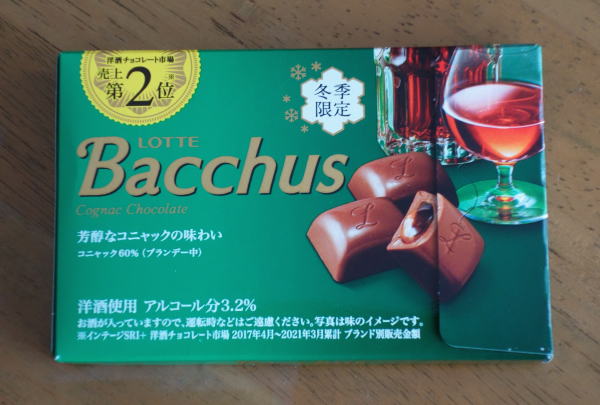 洋酒チョコレート市場
売上
第2位※
冬季
限定
LOTTE
Bacchus
Cognac Chocolate
芳醇なコニャックの味わい
コニャック60%(ブランデー中)
洋酒使用 アルコール分3.2%
お酒が入っていますので、運転時などはご遠慮ください。写真は味のイメージです。
※インテージSRI+ 洋酒チョコレート市場 2017年4月~2021年3月累計 ブランド別販売金額
L
L
L